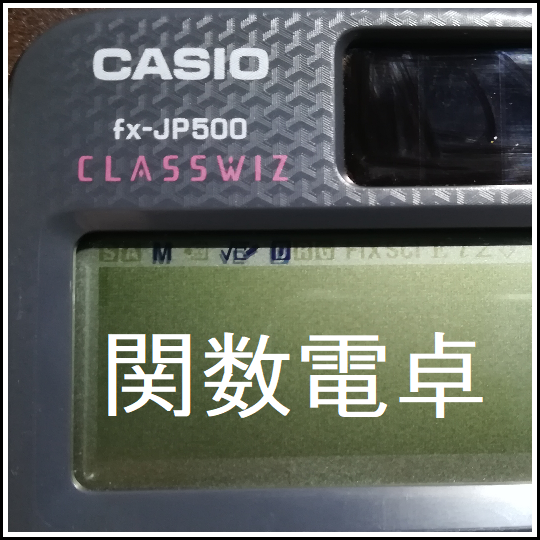 CASIO
fx-JP500
CLASSWIZ
M √ D
関数電卓